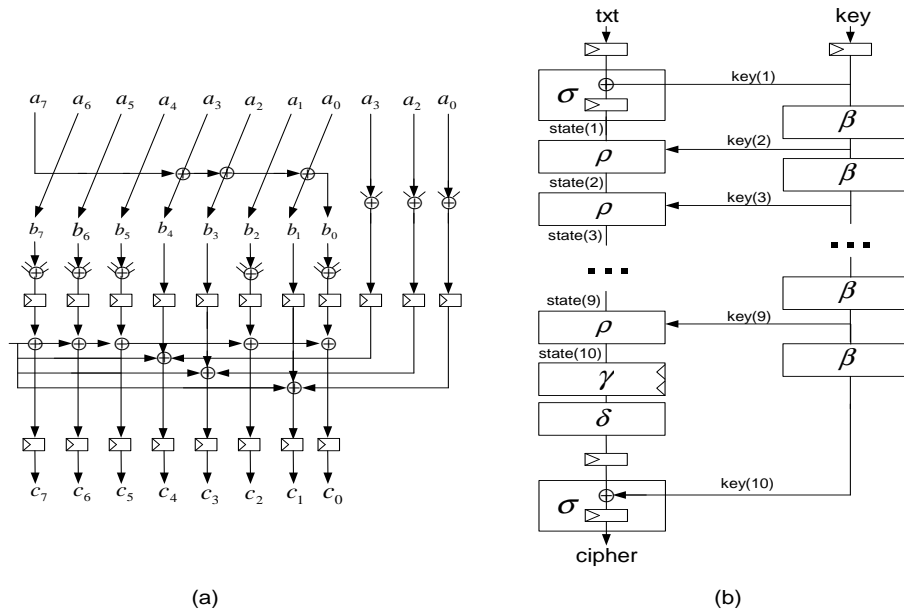 txt key
key(1)
σ
β
state(1)
key(2)
ρ
β
state(2)
key(3)
ρ
state(3)
β
state(9)
key(9)
ρ
β
state(10)
γ
δ
key(10)
σ
cipher
a₇ a₆ a₅ a₄ a₃ a₂ a₁ a₀ a₃ a₂ a₀
b₇ b₆ b₅ b₄ b₃ b₂ b₁ b₀
c₇ c₆ c₅ c₄ c₃ c₂ c₁ c₀
(a) (b)